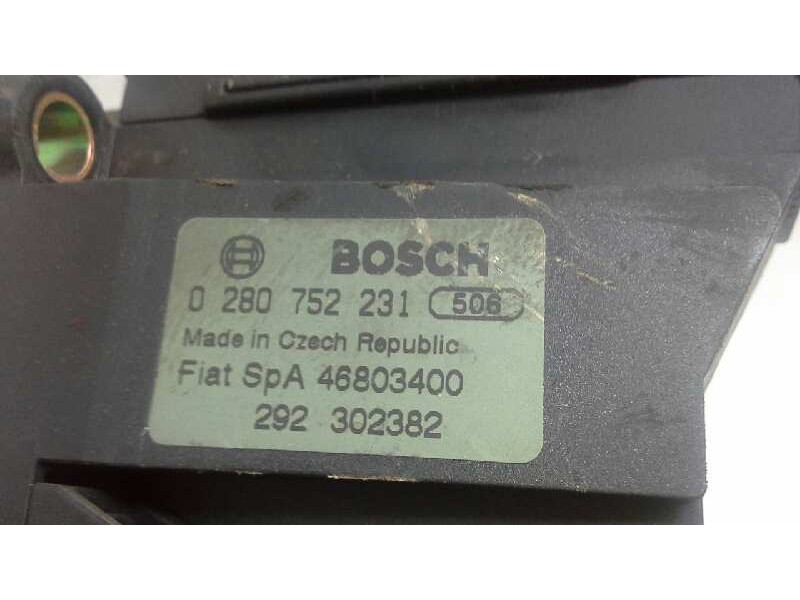 BOSCH
0 280 752 231 506
Made in Czech Republic
Fiat SpA 46803400
292 302382